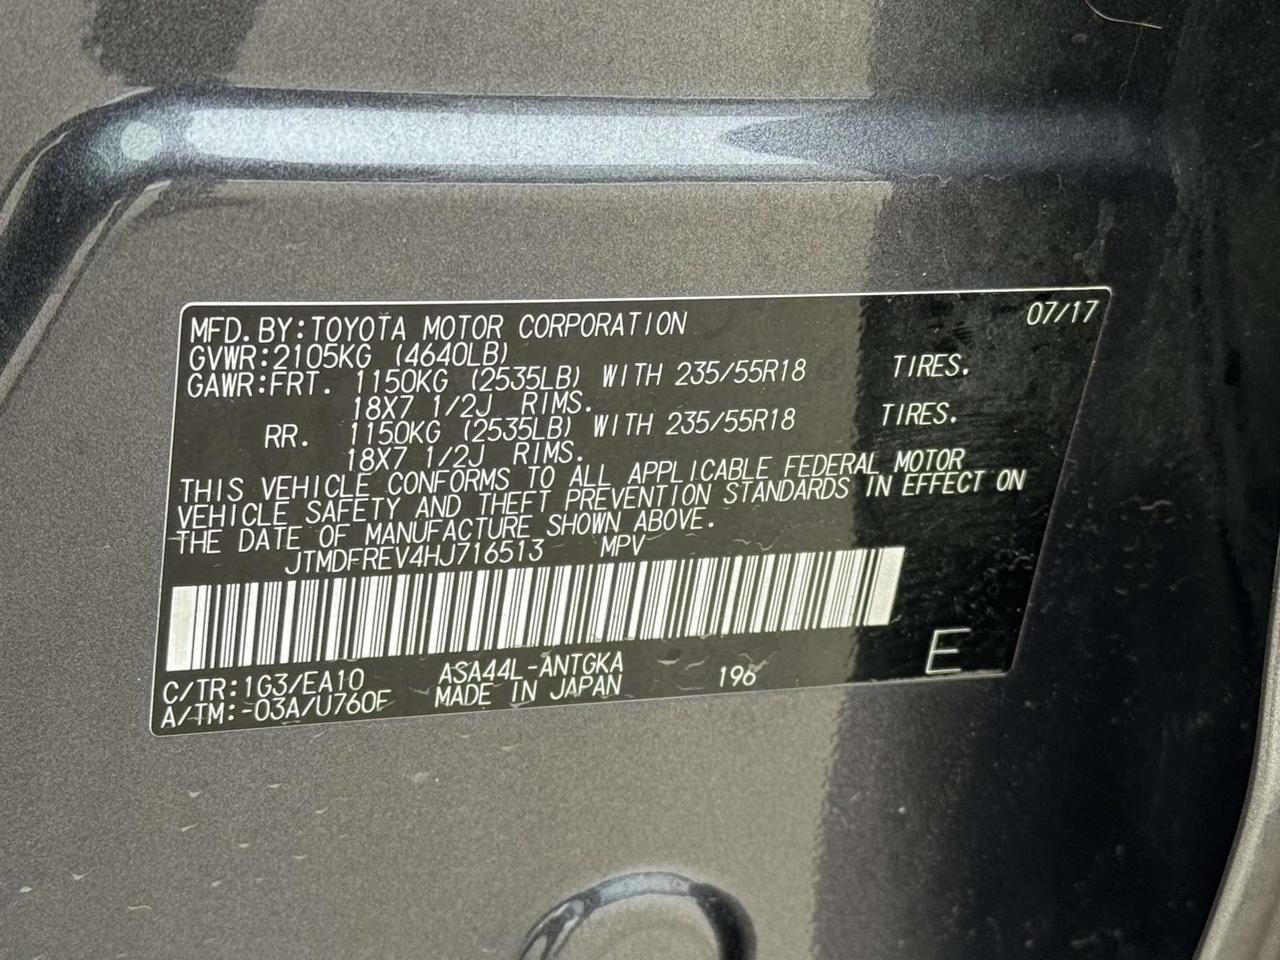 07/17
MFD.BY:TOYOTA MOTOR CORPORATION
GVWR:2105KG (4640LB)
GAWR:FRT. 1150KG (2535LB) WITH 235/55R18 TIRES.
18X7 1/2J RIMS.
RR. 1150KG (2535LB) WITH 235/55R18 TIRES.
18X7 1/2J RIMS.
THIS VEHICLE CONFORMS TO ALL APPLICABLE FEDERAL MOTOR
VEHICLE SAFETY AND THEFT PREVENTION STANDARDS IN EFFECT ON
THE DATE OF MANUFACTURE SHOWN ABOVE.
JTMDFREV4HJ716513 MPV
C/TR:1G3/EA10 ASA44L-ANTGKA 196 E
A/TM:-03A/U760F MADE IN JAPAN